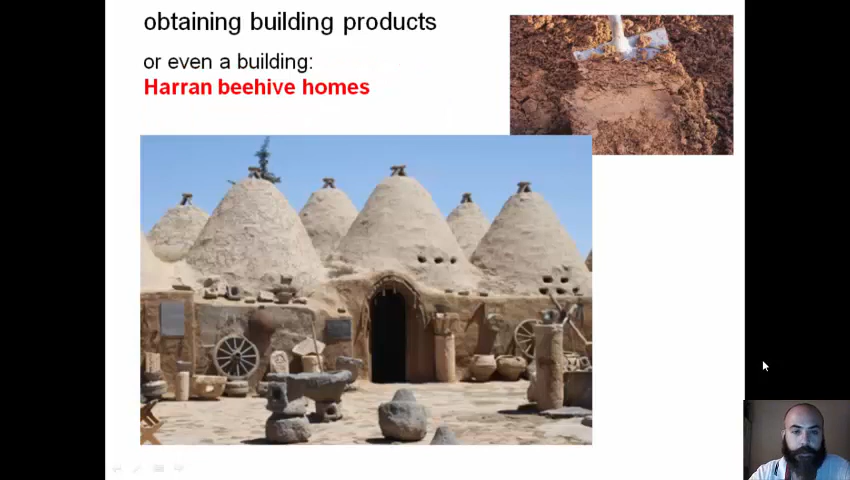 obtaining building products
or even a building:
Harran beehive homes